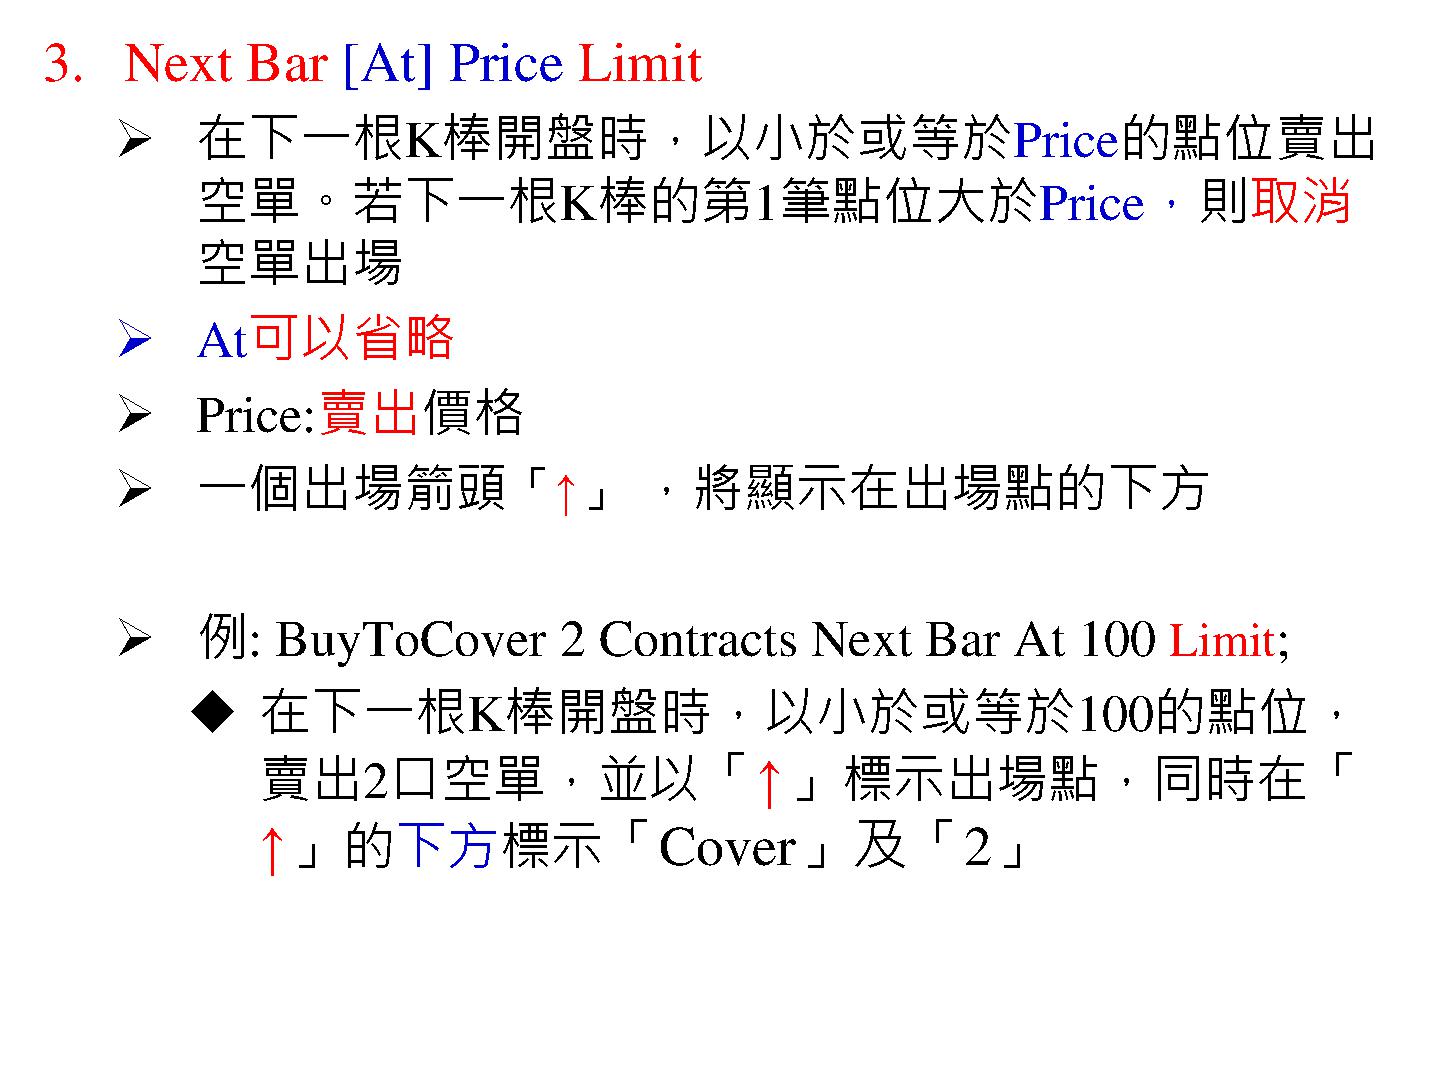 3. Next Bar [At] Price Limit
➢ 在下一根K棒開盤時，以小於或等於Price的點位賣出
空單。若下一根K棒的第1筆點位大於Price，則取消
空單出場
➢ At可以省略
➢ Price:賣出價格
➢ 一個出場箭頭「↑」，將顯示在出場點的下方
➢ 例: BuyToCover 2 Contracts Next Bar At 100 Limit;
◆ 在下一根K棒開盤時，以小於或等於100的點位，
賣出2口空單，並以「↑」標示出場點，同時在「
↑」的下方標示「Cover」及「2」